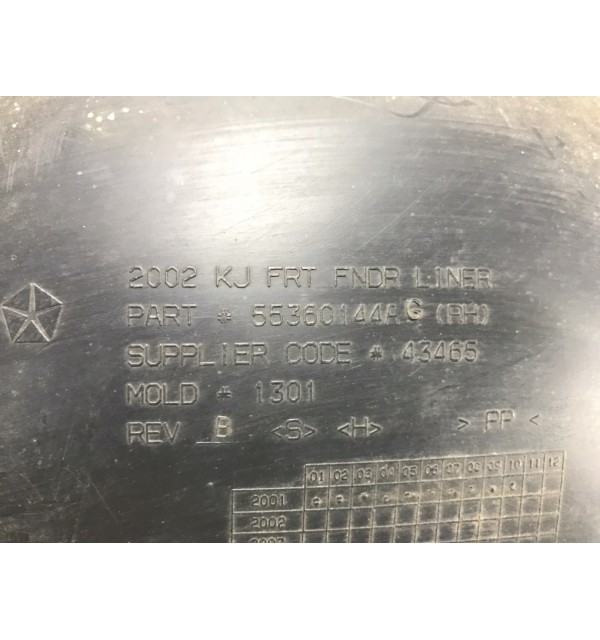 2002 KJ FRT FNDR LINER
PART # 55360144AG (RH)
SUPPLIER CODE # 43465
MOLD # 1301
REV B <S> <H> > PP <
01 02 03 04 05 06 07 08 09 10 11 12
2001
2002